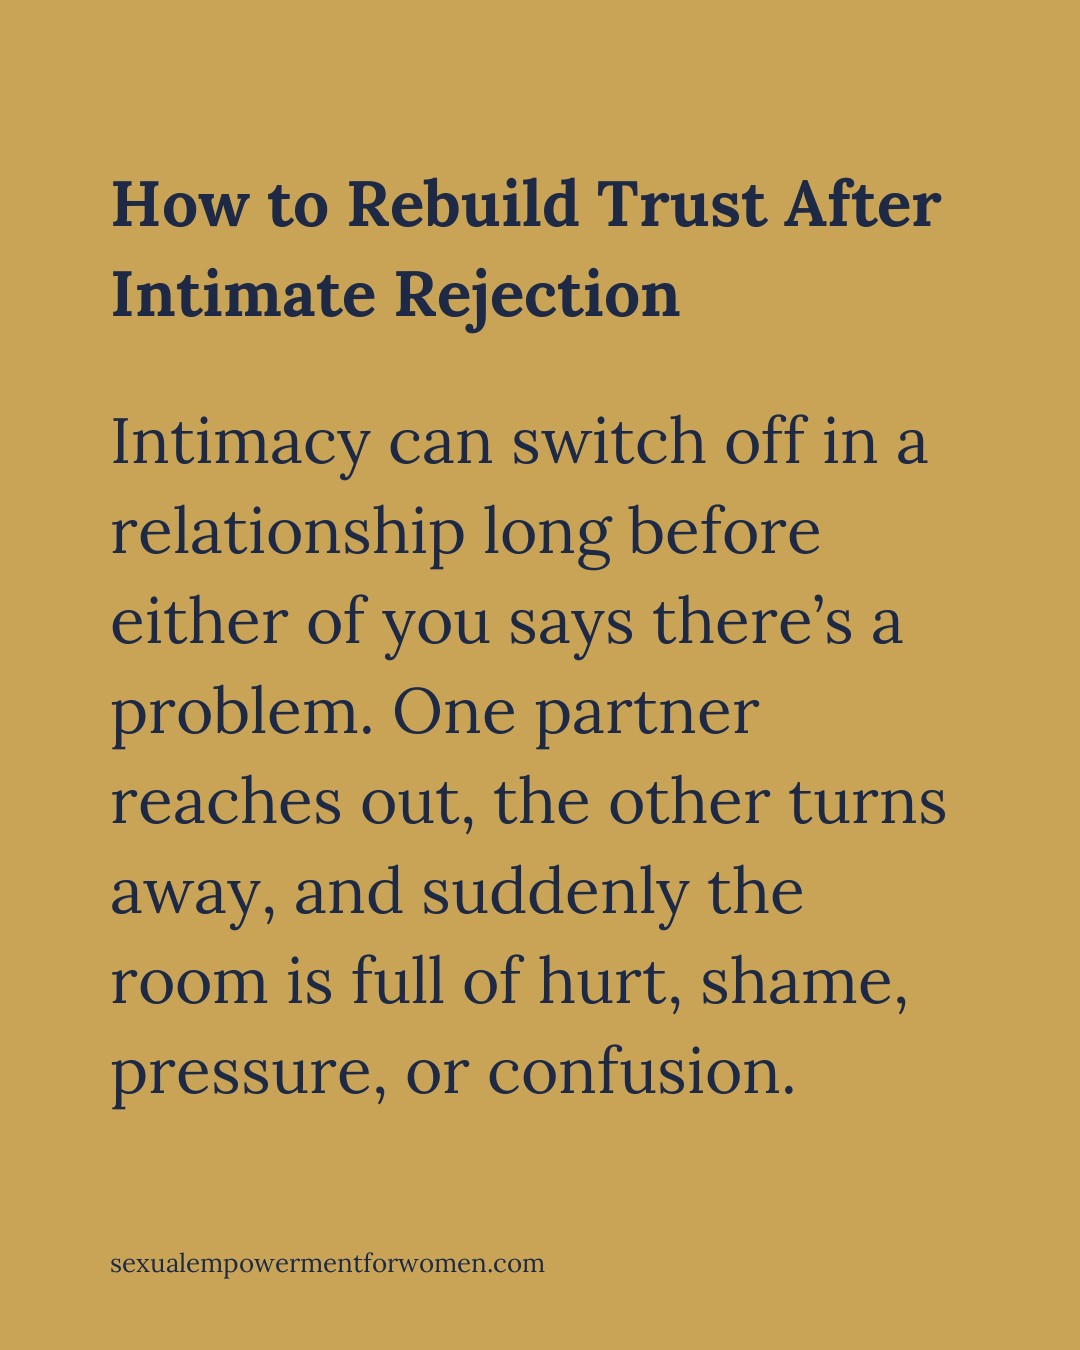 How to Rebuild Trust After
Intimate Rejection
Intimacy can switch off in a
relationship long before
either of you says there’s a
problem. One partner
reaches out, the other turns
away, and suddenly the
room is full of hurt, shame,
pressure, or confusion.
sexualempowermentforwomen.com